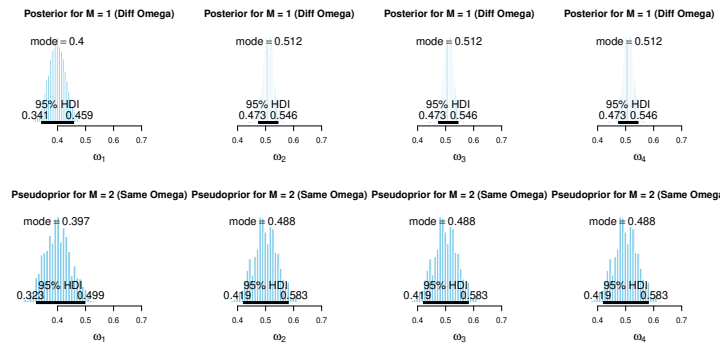 Posterior for M = 1 (Diff Omega) Posterior for M = 1 (Diff Omega) Posterior for M = 1 (Diff Omega) Posterior for M = 1 (Diff Omega)
mode = 0.4 mode = 0.512 mode = 0.512 mode = 0.512
95% HDI 95% HDI 95% HDI 95% HDI
0.341 0.459 0.473 0.546 0.473 0.546 0.473 0.546
0.4 0.5 0.6 0.7 0.4 0.5 0.6 0.7 0.4 0.5 0.6 0.7 0.4 0.5 0.6 0.7
ω1 ω2 ω3 ω4
Pseudoprior for M = 2 (Same Omega) Pseudoprior for M = 2 (Same Omega) Pseudoprior for M = 2 (Same Omega) Pseudoprior for M = 2 (Same Omega
mode = 0.397 mode = 0.488 mode = 0.488 mode = 0.488
95% HDI 95% HDI 95% HDI 95% HDI
0.323 0.499 0.419 0.583 0.419 0.583 0.419 0.583
0.4 0.5 0.6 0.7 0.4 0.5 0.6 0.7 0.4 0.5 0.6 0.7 0.4 0.5 0.6 0.7
ω1 ω2 ω3 ω4